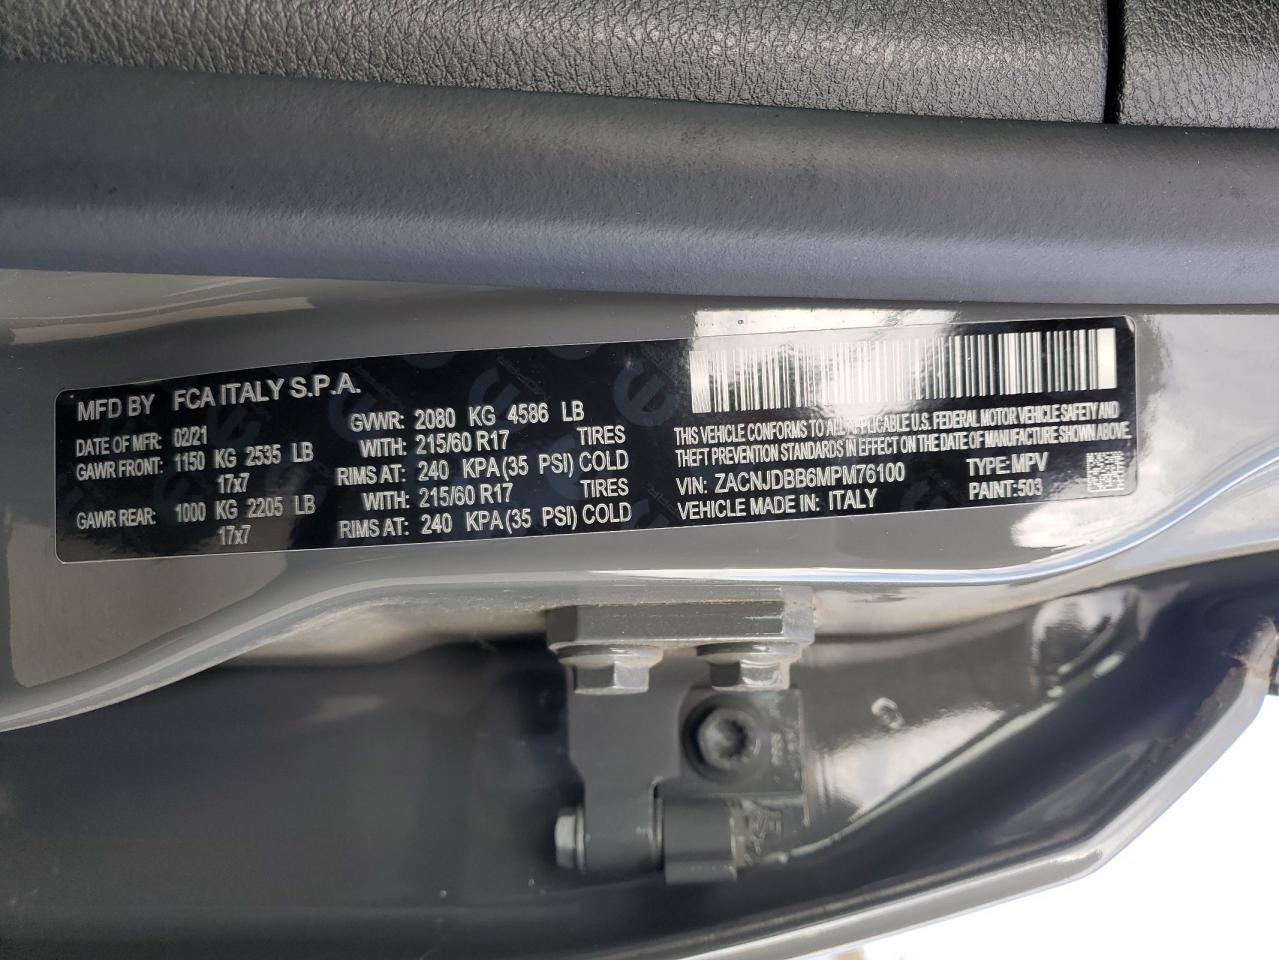 MFD BY FCA ITALY S.P.A.
DATE OF MFR: 02/21 GVWR: 2080 KG 4586 LB
GAWR FRONT: 1150 KG 2535 LB WITH: 215/60 R17 TIRES
17x7 RIMS AT: 240 KPA (35 PSI) COLD
GAWR REAR: 1000 KG 2205 LB WITH: 215/60 R17 TIRES
17x7 RIMS AT: 240 KPA (35 PSI) COLD
THIS VEHICLE CONFORMS TO ALL APPLICABLE U.S. FEDERAL MOTOR VEHICLE SAFETY AND
THEFT PREVENTION STANDARDS IN EFFECT ON THE DATE OF MANUFACTURE SHOWN ABOVE.
VIN: ZACNJDBB6MPM76100 TYPE: MPV
VEHICLE MADE IN: ITALY PAINT: 503